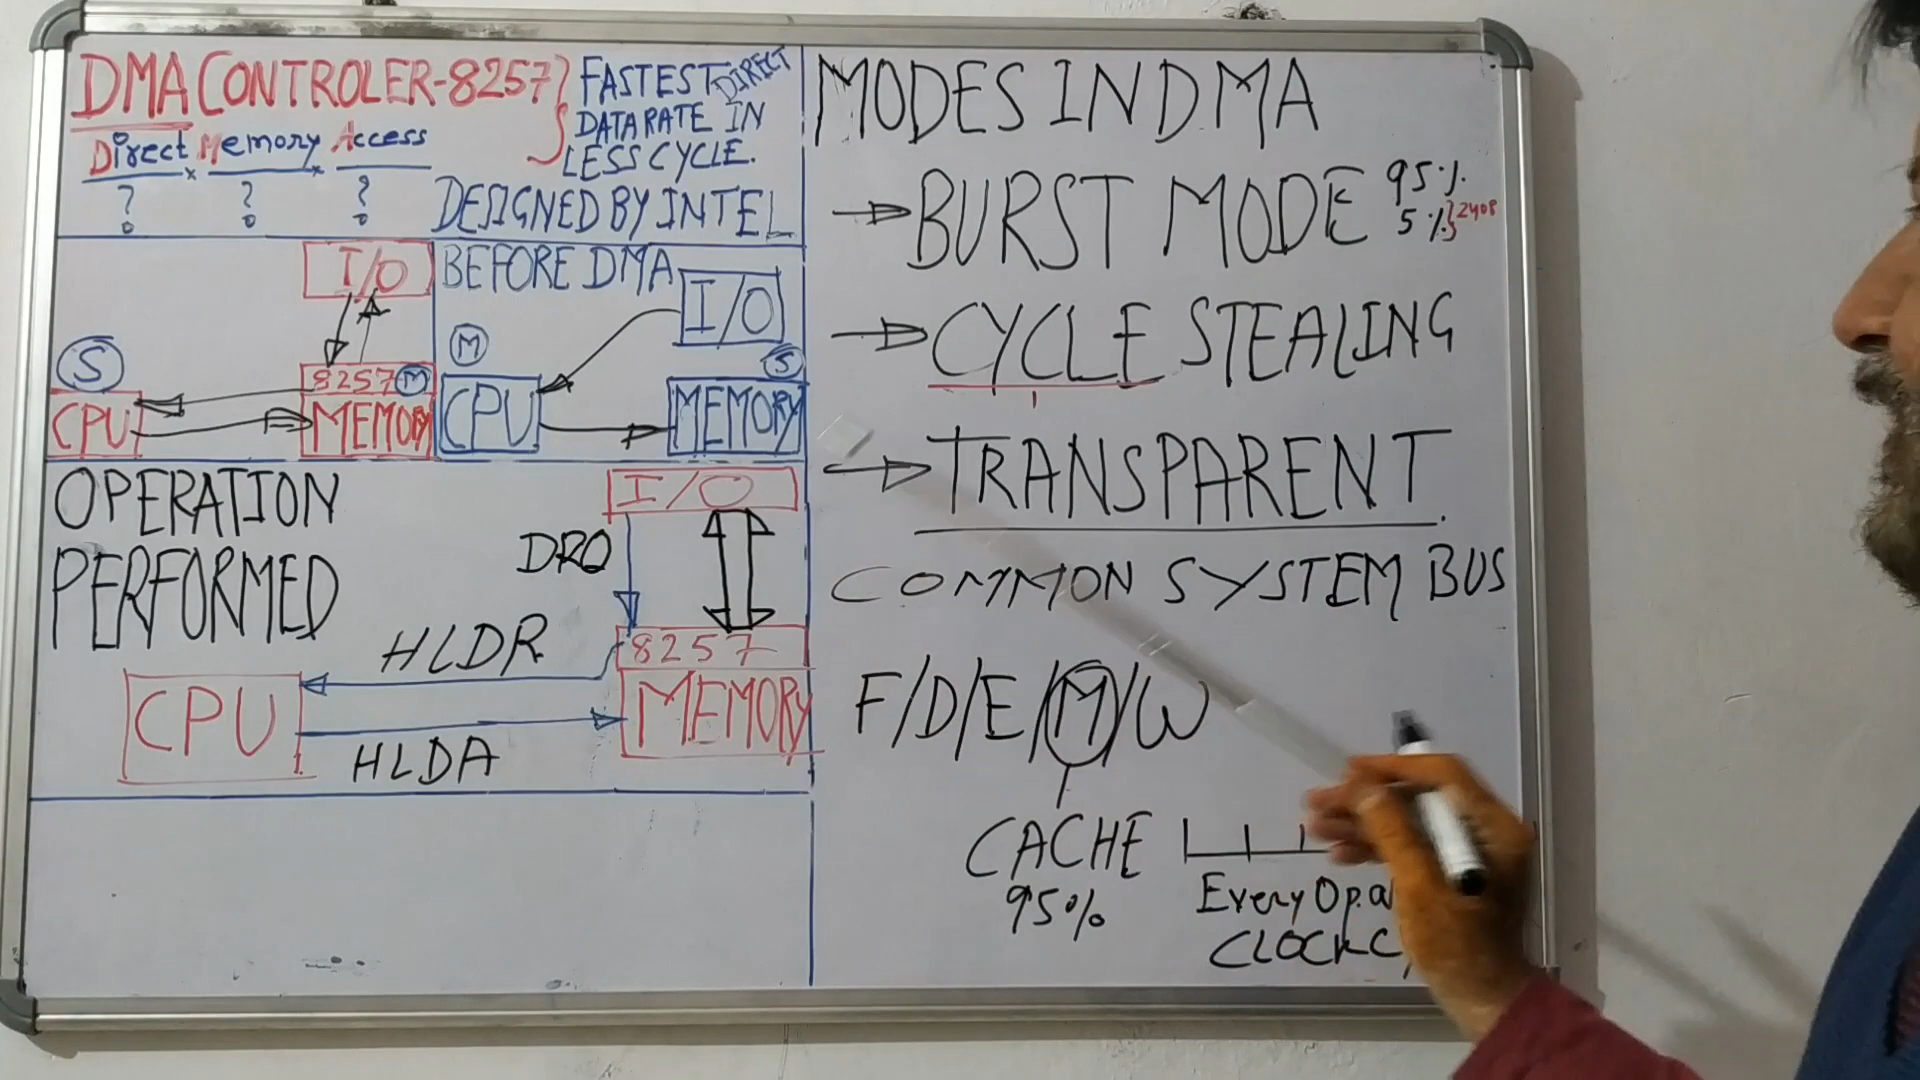 DMA CONTROLER-8257
Direct Memory Access
? ? ?
FASTEST DIRECT
DATA RATE IN
LESS CYCLE.
DESIGNED BY INTEL
I/O
S
8257 M
CPU
MEMORY
BEFORE DMA
I/O
M
S
CPU
MEMORY
OPERATION
PERFORMED
I/O
DRQ
HLDR
8257
CPU
MEMORY
HLDA
MODES IN DMA
→ BURST MODE 95%
5%
→ CYCLE STEALING
→ TRANSPARENT.
COMMON SYSTEM BUS
F/D/E/M/W
CACHE
95%
Every Op.
CLOCK